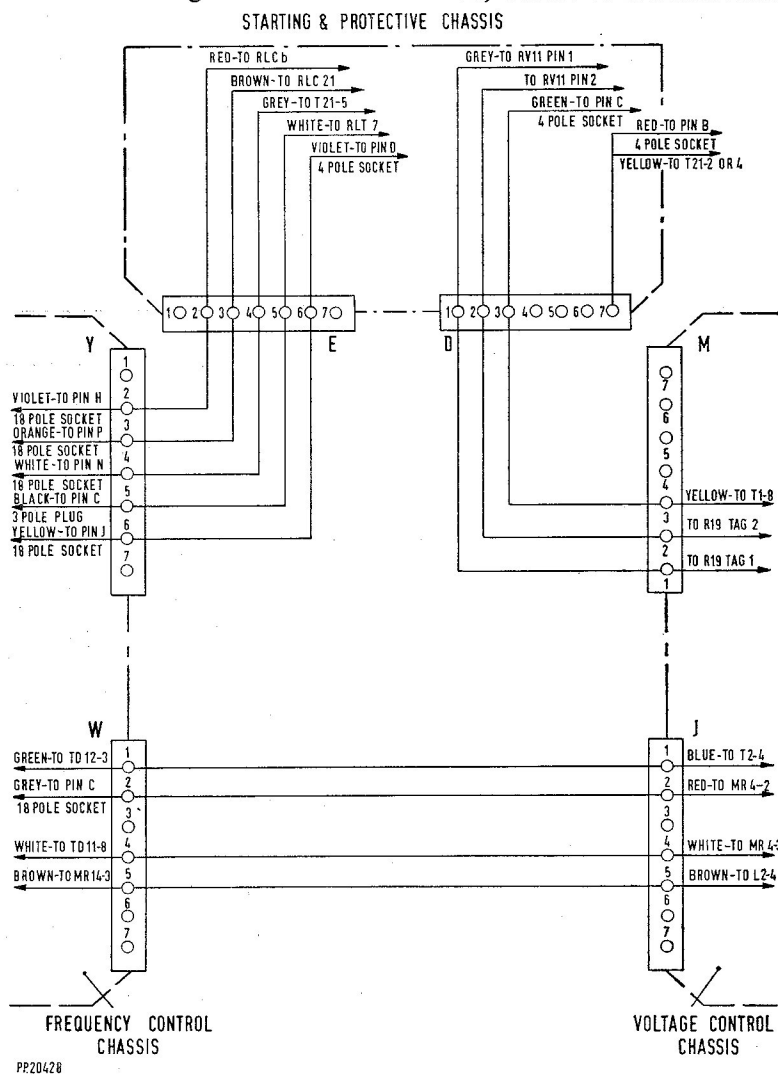 STARTING & PROTECTIVE CHASSIS
RED-TO RLC b
BROWN-TO RLC 21
GREY-TO T 21-5
WHITE-TO RLT 7
VIOLET-TO PIN D
4 POLE SOCKET
GREY-TO RV11 PIN 1
TO RV11 PIN 2
GREEN-TO PIN C
4 POLE SOCKET
RED-TO PIN B
4 POLE SOCKET
YELLOW-TO T21-2 OR 4
1 2 3 4 5 6 7
E
1 2 3 4 5 6 7
D
Y
1
2
3
4
5
6
7
VIOLET-TO PIN H
18 POLE SOCKET
ORANGE-TO PIN P
18 POLE SOCKET
WHITE-TO PIN N
18 POLE SOCKET
BLACK-TO PIN C
3 POLE PLUG
YELLOW-TO PIN J
18 POLE SOCKET
M
7
6
5
4
3
2
1
YELLOW-TO T1-8
TO R19 TAG 2
TO R19 TAG 1
W
1
2
3
4
5
6
7
GREEN-TO TD 12-3
GREY-TO PIN C
18 POLE SOCKET
WHITE-TO TD11-8
BROWN-TO MR14-3
J
1
2
3
4
5
6
7
BLUE-TO T2-4
RED-TO MR 4-2
WHITE-TO MR 4-
BROWN-TO L2-4
FREQUENCY CONTROL
CHASSIS
VOLTAGE CONTROL
CHASSIS
PP.20428